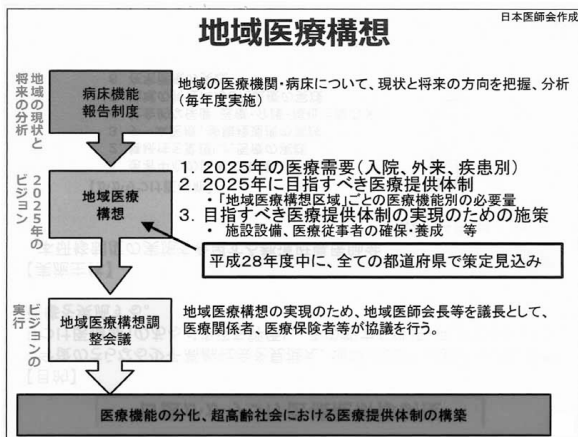 日本医師会作成
地域医療構想
地域の現状と
将来の分析
病床機能
報告制度
地域の医療機関・病床について、現状と将来の方向を把握、分析
(毎年度実施)
2025年の
ビジョン
地域医療
構想
1. 2025年の医療需要(入院、外来、疾患別)
2. 2025年に目指すべき医療提供体制
・「地域医療構想区域」ごとの医療機能別の必要量
3. 目指すべき医療提供体制の実現のための施策
・ 施設設備、医療従事者の確保・養成 等
平成28年度中に、全ての都道府県で策定見込み
ビジョンの
実行
地域医療構想調
整会議
地域医療構想の実現のため、地域医師会長等を議長として、
医療関係者、医療保険者等が協議を行う。
医療機能の分化、超高齢社会における医療提供体制の構築